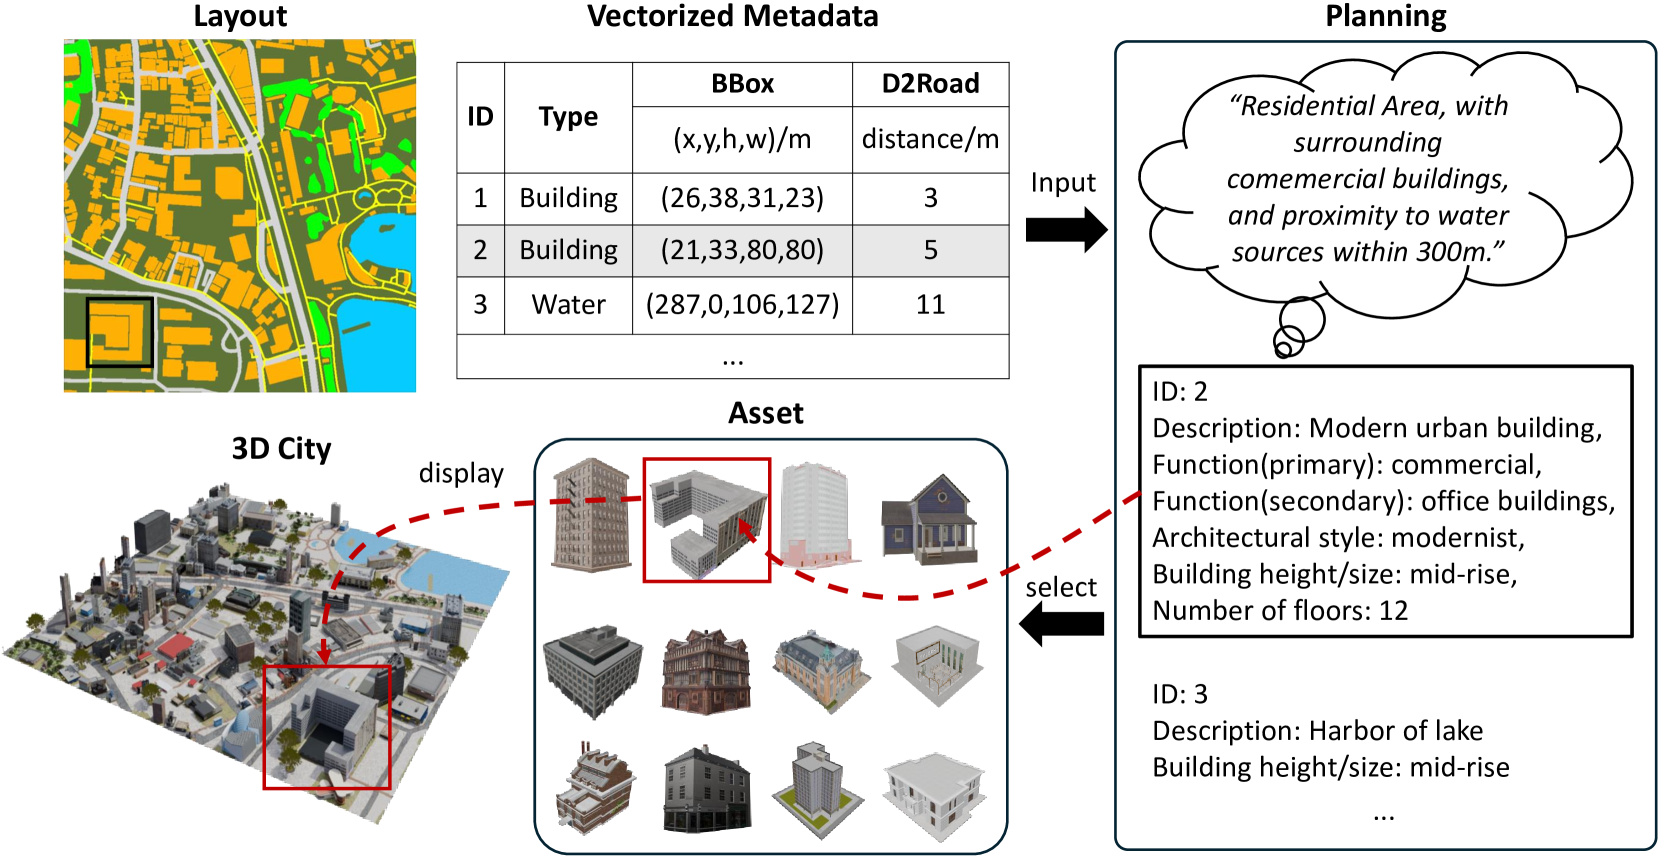 Layout
Vectorized Metadata
Planning
ID
Type
BBox
D2Road
(x,y,h,w)/m
distance/m
1 Building (26,38,31,23) 3
2 Building (21,33,80,80) 5
3 Water (287,0,106,127) 11
...
Input
“Residential Area, with
surrounding
comemercial buildings,
and proximity to water
sources within 300m.”
ID: 2
Description: Modern urban building,
Function(primary): commercial,
Function(secondary): office buildings,
Architectural style: modernist,
Building height/size: mid-rise,
Number of floors: 12
ID: 3
Description: Harbor of lake
Building height/size: mid-rise
...
select
Asset
display
3D City